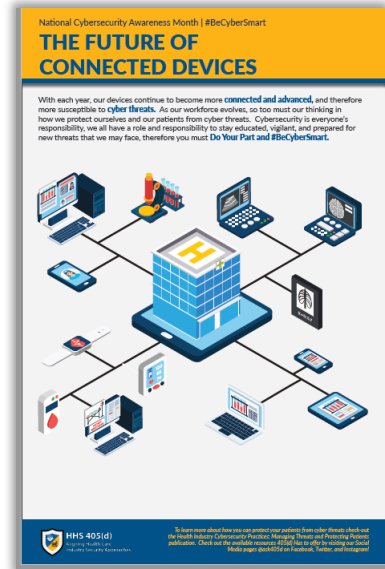 National Cybersecurity Awareness Month | #BeCyberSmart
THE FUTURE OF
CONNECTED DEVICES
With each year, our devices continue to become more connected and advanced, and therefore
more susceptible to cyber threats. As our workforce evolves, so too must our thinking in
how we protect ourselves and our patients from cyber threats. Cybersecurity is everyone's
responsibility, we all have a role and responsibility to stay educated, vigilant, and prepared for
new threats that we may face, therefore you must Do Your Part and #BeCyberSmart.
H
HHS 405(d)
Aligning Health Care
Industry Security Approaches
To learn more about how you can protect your patients from cyber threats check-out
the Health Industry Cybersecurity Practices: Managing Threats and Protecting Patients
publication. Check out the available resources 405(d) Has to offer by visiting our Social
Media pages @ask405d on Facebook, Twitter, and Instagram!